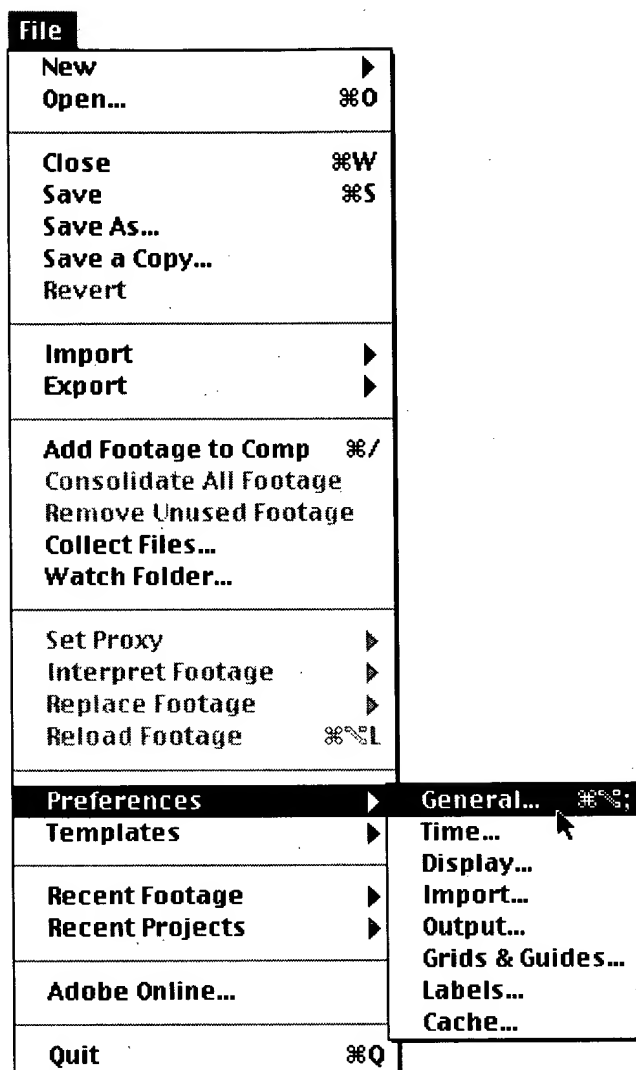 File
New
Open... ⌘O
Close ⌘W
Save ⌘S
Save As...
Save a Copy...
Revert
Import
Export
Add Footage to Comp ⌘/
Consolidate All Footage
Remove Unused Footage
Collect Files...
Watch Folder...
Set Proxy
Interpret Footage
Replace Footage
Reload Footage ⌘⌥L
Preferences
Templates
Recent Footage
Recent Projects
Adobe Online...
Quit ⌘Q
General... ⌘⌥;
Time...
Display...
Import...
Output...
Grids & Guides...
Labels...
Cache...